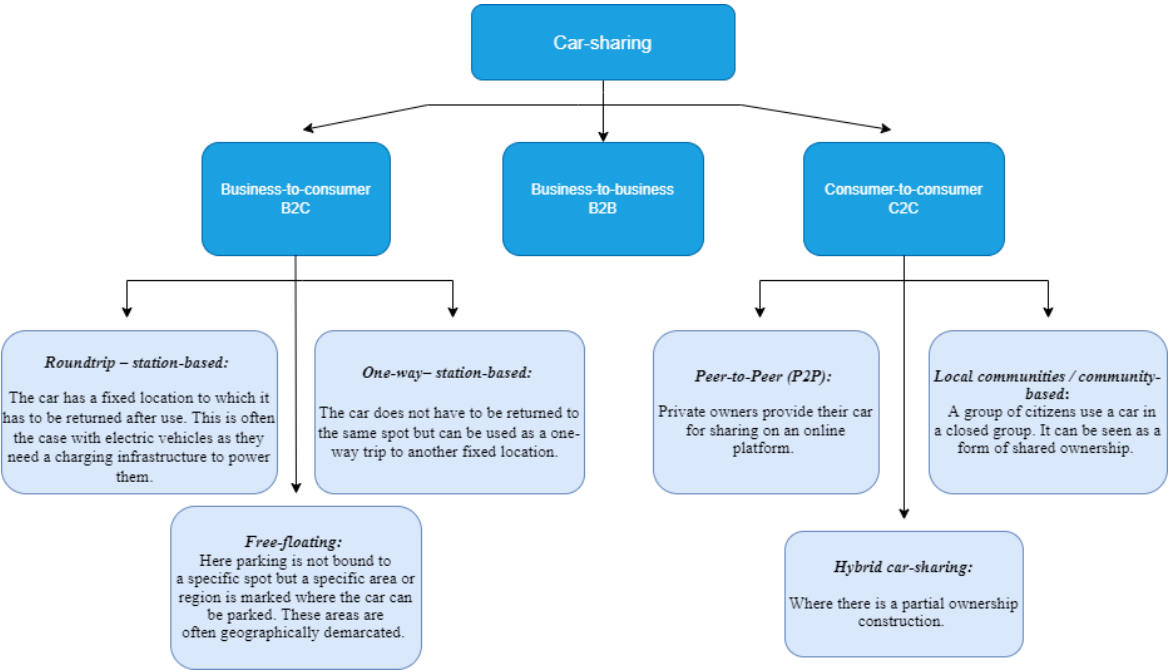 Car-sharing
Business-to-consumer
B2C
Business-to-business
B2B
Consumer-to-consumer
C2C
Roundtrip – station-based:
The car has a fixed location to which it
has to be returned after use. This is often
the case with electric vehicles as they
need a charging infrastructure to power
them.
One-way– station-based:
The car does not have to be returned to
the same spot but can be used as a one-
way trip to another fixed location.
Peer-to-Peer (P2P):
Private owners provide their car
for sharing on an online
platform.
Local communities / community-
based:
A group of citizens use a car in
a closed group. It can be seen as a
form of shared ownership.
Free-floating:
Here parking is not bound to
a specific spot but a specific area or
region is marked where the car can
be parked. These areas are
often geographically demarcated.
Hybrid car-sharing:
Where there is a partial ownership
construction.